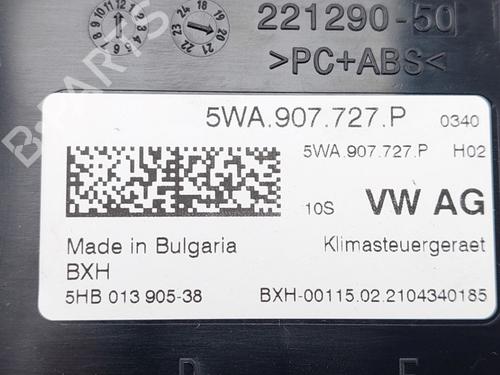 221290-50
>PC+ABS<
5WA.907.727.P 0340
5WA.907.727.P H02
10S VW AG
Made in Bulgaria Klimasteuergeraet
BXH
5HB 013 905-38 BXH-00115.02.2104340185